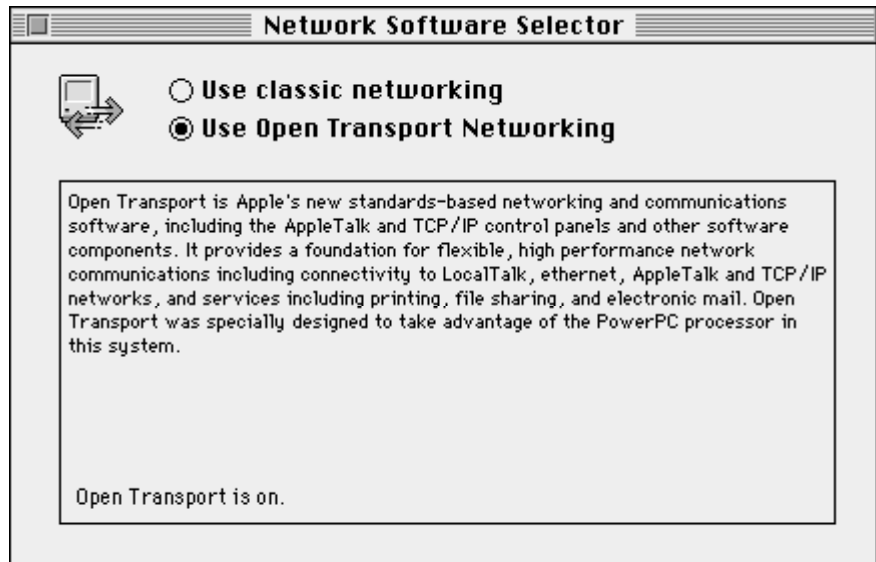 Network Software Selector
Use classic networking
Use Open Transport Networking
Open Transport is Apple's new standards-based networking and communications
software, including the AppleTalk and TCP/IP control panels and other software
components. It provides a foundation for flexible, high performance network
communications including connectivity to LocalTalk, ethernet, AppleTalk and TCP/IP
networks, and services including printing, file sharing, and electronic mail. Open
Transport was specially designed to take advantage of the PowerPC processor in
this system.
Open Transport is on.